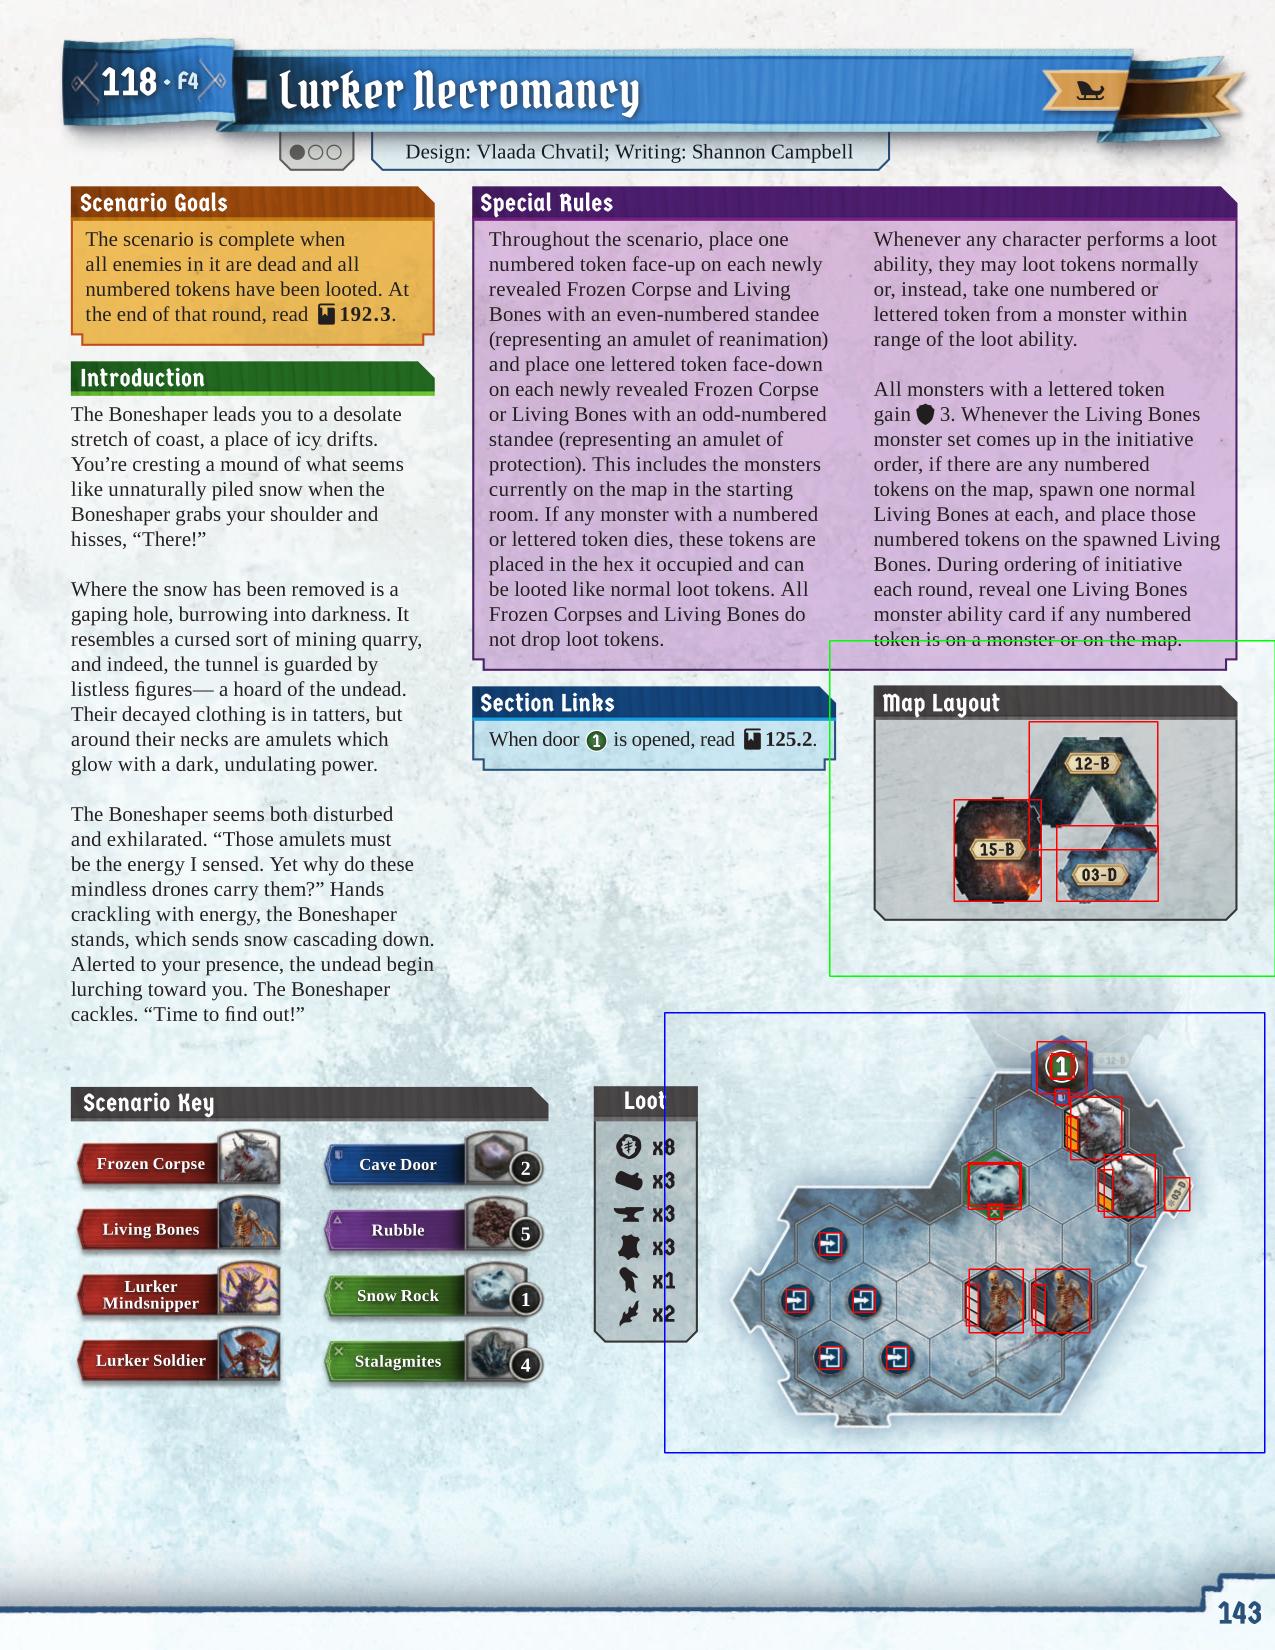 118 • F4
Lurker Necromancy
Design: Vlaada Chvatil; Writing: Shannon Campbell
Scenario Goals
The scenario is complete when
all enemies in it are dead and all
numbered tokens have been looted. At
the end of that round, read 192.3.
Introduction
The Boneshaper leads you to a desolate
stretch of coast, a place of icy drifts.
You’re cresting a mound of what seems
like unnaturally piled snow when the
Boneshaper grabs your shoulder and
hisses, “There!”
Where the snow has been removed is a
gaping hole, burrowing into darkness. It
resembles a cursed sort of mining quarry,
and indeed, the tunnel is guarded by
listless figures— a hoard of the undead.
Their decayed clothing is in tatters, but
around their necks are amulets which
glow with a dark, undulating power.
The Boneshaper seems both disturbed
and exhilarated. “Those amulets must
be the energy I sensed. Yet why do these
mindless drones carry them?” Hands
crackling with energy, the Boneshaper
stands, which sends snow cascading down.
Alerted to your presence, the undead begin
lurching toward you. The Boneshaper
cackles. “Time to find out!”
Special Rules
Throughout the scenario, place one
numbered token face-up on each newly
revealed Frozen Corpse and Living
Bones with an even-numbered standee
(representing an amulet of reanimation)
and place one lettered token face-down
on each newly revealed Frozen Corpse
or Living Bones with an odd-numbered
standee (representing an amulet of
protection). This includes the monsters
currently on the map in the starting
room. If any monster with a numbered
or lettered token dies, these tokens are
placed in the hex it occupied and can
be looted like normal loot tokens. All
Frozen Corpses and Living Bones do
not drop loot tokens.
Whenever any character performs a loot
ability, they may loot tokens normally
or, instead, take one numbered or
lettered token from a monster within
range of the loot ability.
All monsters with a lettered token
gain 3. Whenever the Living Bones
monster set comes up in the initiative
order, if there are any numbered
tokens on the map, spawn one normal
Living Bones at each, and place those
numbered tokens on the spawned Living
Bones. During ordering of initiative
each round, reveal one Living Bones
monster ability card if any numbered
token is on a monster or on the map.
Section Links
When door 1 is opened, read 125.2.
Map Layout
12-B
15-B
03-D
Scenario Key
Frozen Corpse
Living Bones
Lurker
Mindsnipper
Lurker Soldier
Cave Door
2
Rubble
5
Snow Rock
1
Stalagmites
4
Loot
x8
x3
x3
x3
x1
x2
1
12-B
03-D
143